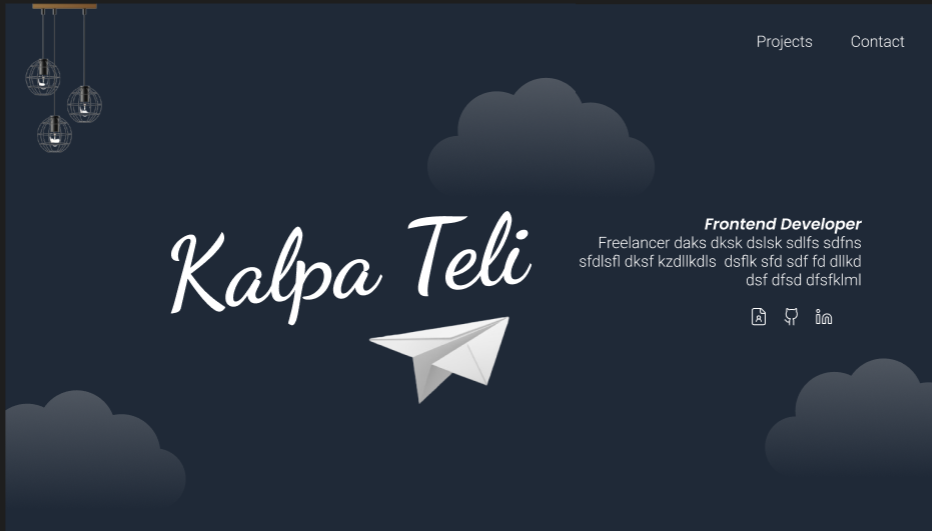 Projects Contact
Kalpa Teli
Frontend Developer
Freelancer daks dksk dslsk sdlfs sdfns
sfdlsfl dksf kzdllkdls dsflk sfd sdf fd dllkd
dsf dfsd dfsfklml